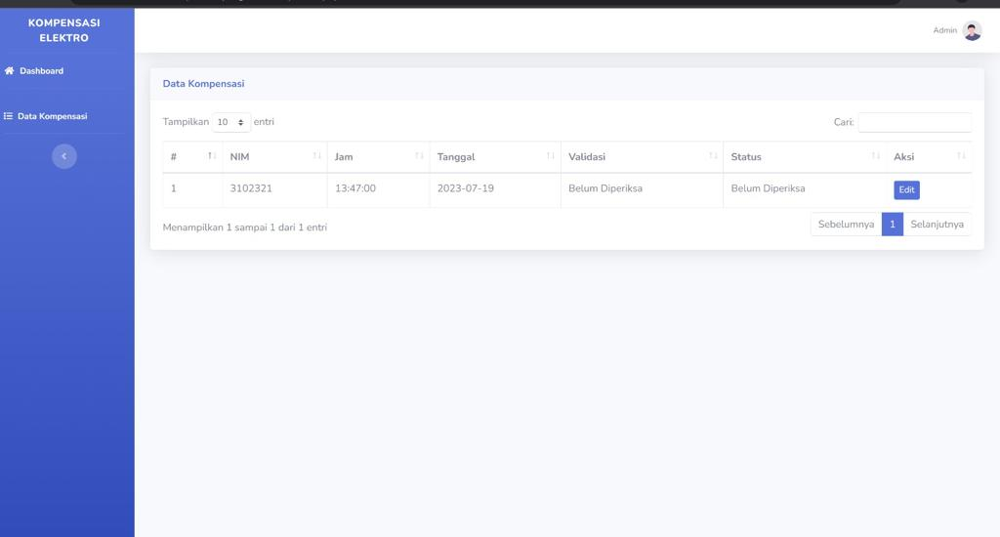 KOMPENSASI
ELEKTRO
Admin
Dashboard
Data Kompensasi
Data Kompensasi
Tampilkan 10 entri
Cari:
# NIM Jam Tanggal Validasi Status Aksi
1 3102321 13:47:00 2023-07-19 Belum Diperiksa Belum Diperiksa Edit
Menampilkan 1 sampai 1 dari 1 entri
Sebelumnya 1 Selanjutnya